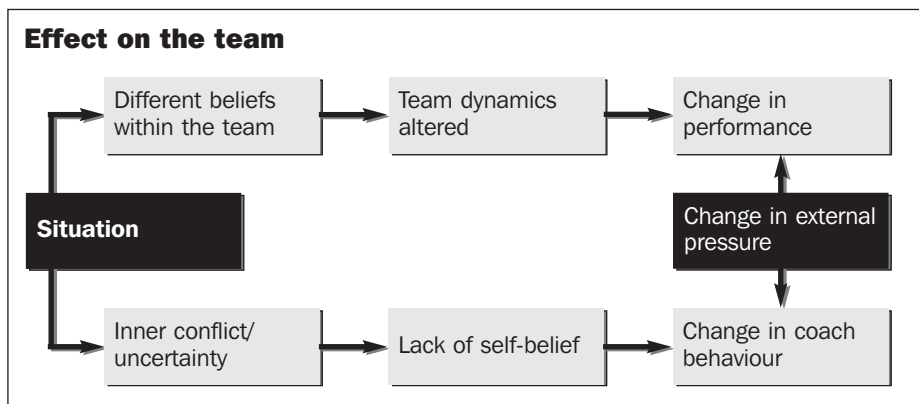 Effect on the team
Different beliefs
within the team
Team dynamics
altered
Change in
performance
Situation
Change in external
pressure
Inner conflict/
uncertainty
Lack of self-belief
Change in coach
behaviour